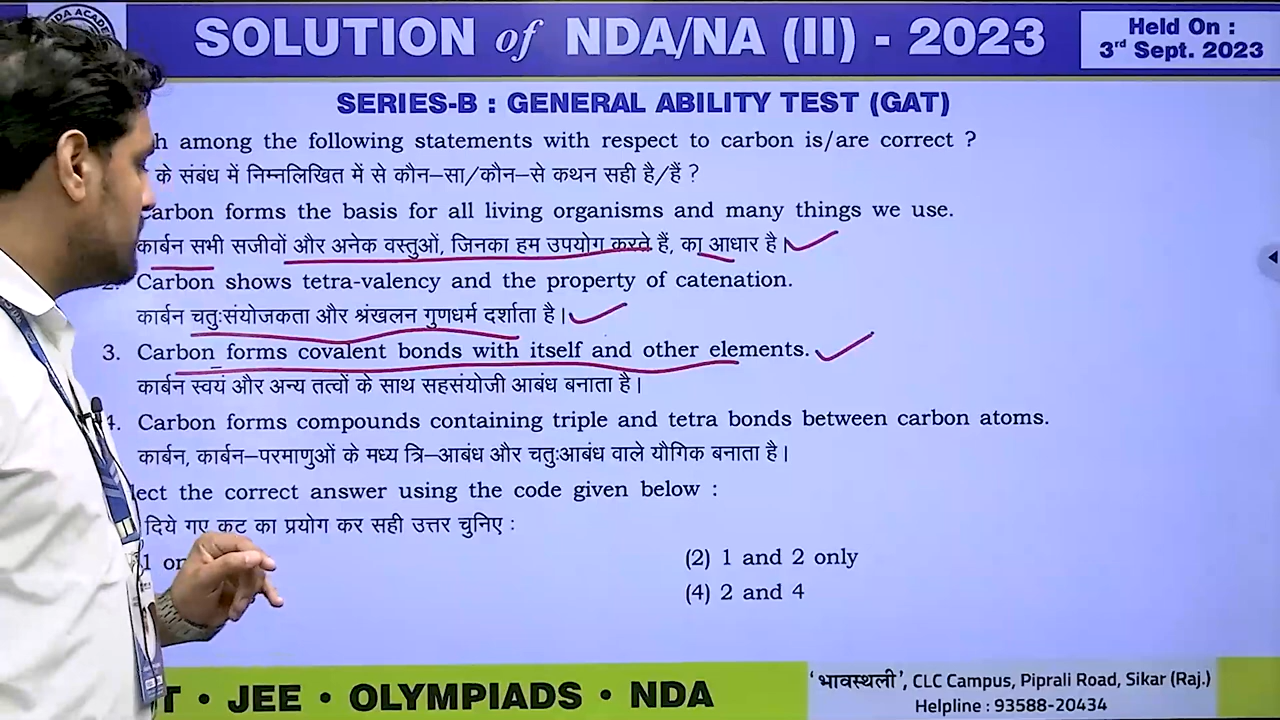 NDA ACADE
SOLUTION of NDA/NA (II) - 2023
Held On :
3rd Sept. 2023
SERIES-B : GENERAL ABILITY TEST (GAT)
among the following statements with respect to carbon is/are correct ?
के संबंध में निम्नलिखित में से कौन–सा/कौन–से कथन सही है/हैं ?
Carbon forms the basis for all living organisms and many things we use.
कार्बन सभी सजीवों और अनेक वस्तुओं, जिनका हम उपयोग करते हैं, का आधार है।
2. Carbon shows tetra-valency and the property of catenation.
कार्बन चतुःसंयोजकता और श्रंखलन गुणधर्म दर्शाता है।
3. Carbon forms covalent bonds with itself and other elements.
कार्बन स्वयं और अन्य तत्वों के साथ सहसंयोजी आबंध बनाता है।
4. Carbon forms compounds containing triple and tetra bonds between carbon atoms.
कार्बन, कार्बन–परमाणुओं के मध्य त्रि–आबंध और चतुःआबंध वाले यौगिक बनाता है।
the correct answer using the code given below :
दिये गए कूट का प्रयोग कर सही उत्तर चुनिए :
1
(2) 1 and 2 only
(4) 2 and 4
T • JEE • OLYMPIADS • NDA
'भावस्थली', CLC Campus, Piprali Road, Sikar (Raj.)
Helpline : 93588-20434